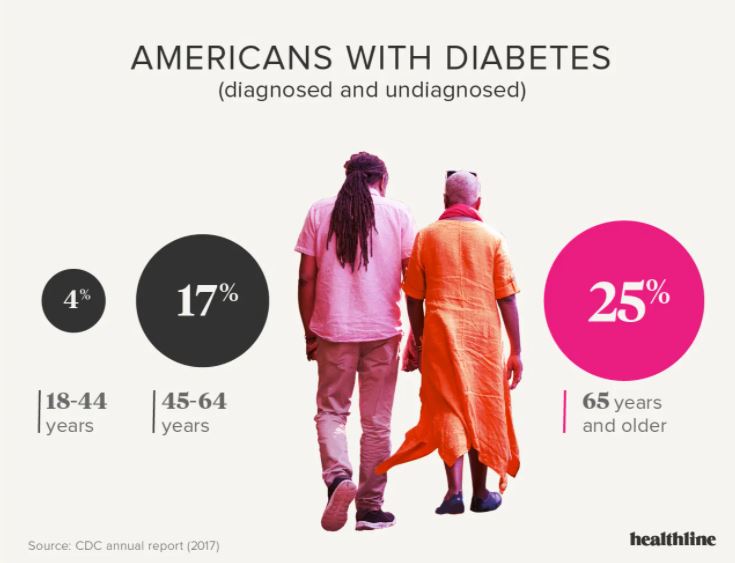 AMERICANS WITH DIABETES
(diagnosed and undiagnosed)
4%
17%
25%
18-44
years
45-64
years
65 years
and older
Source: CDC annual report (2017)
healthline